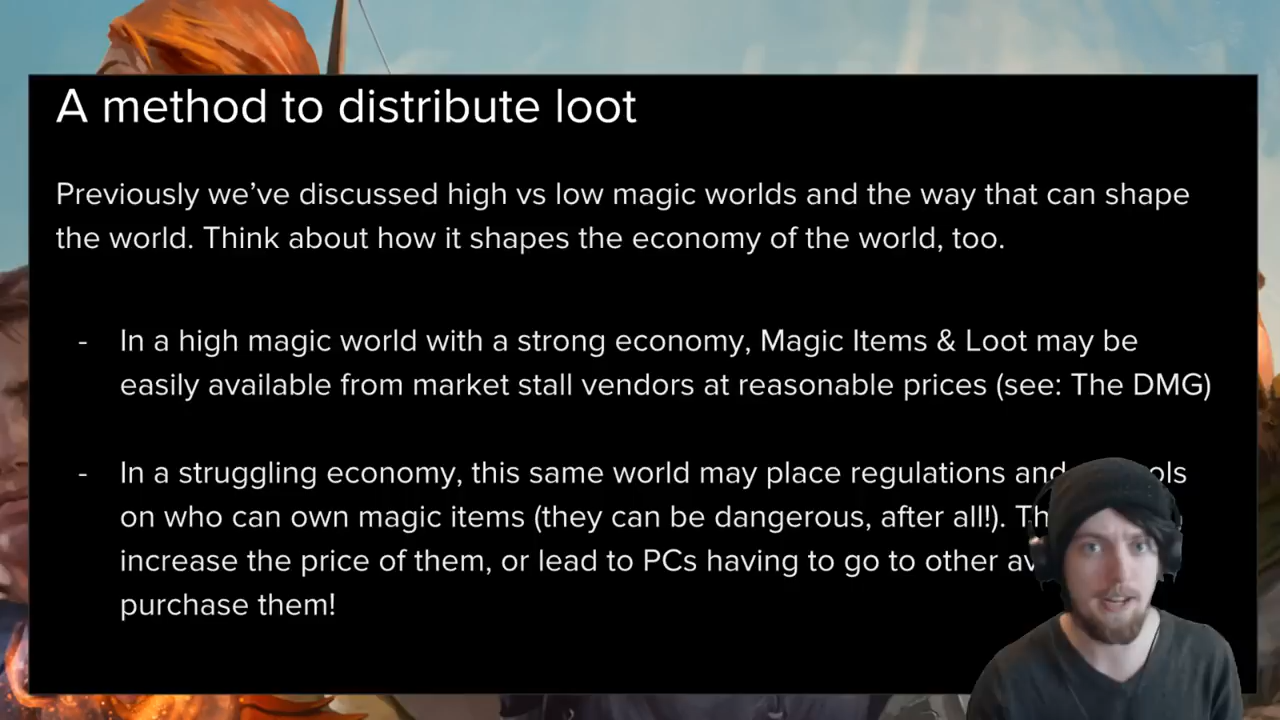 A method to distribute loot
Previously we’ve discussed high vs low magic worlds and the way that can shape
the world. Think about how it shapes the economy of the world, too.
- In a high magic world with a strong economy, Magic Items & Loot may be
easily available from market stall vendors at reasonable prices (see: The DMG)
- In a struggling economy, this same world may place regulations and
on who can own magic items (they can be dangerous, after all!).
increase the price of them, or lead to PCs having to go to other
purchase them!